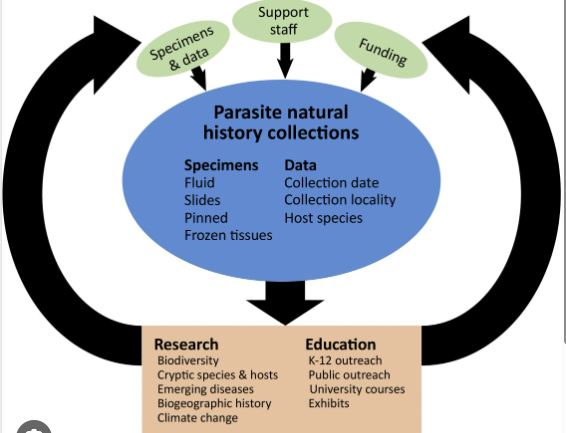 Support
staff
Specimens
& data
Funding
Parasite natural
history collections
Specimens
Fluid
Slides
Pinned
Frozen tissues
Data
Collection date
Collection locality
Host species
Research
Biodiversity
Cryptic species & hosts
Emerging diseases
Biogeographic history
Climate change
Education
K-12 outreach
Public outreach
University courses
Exhibits